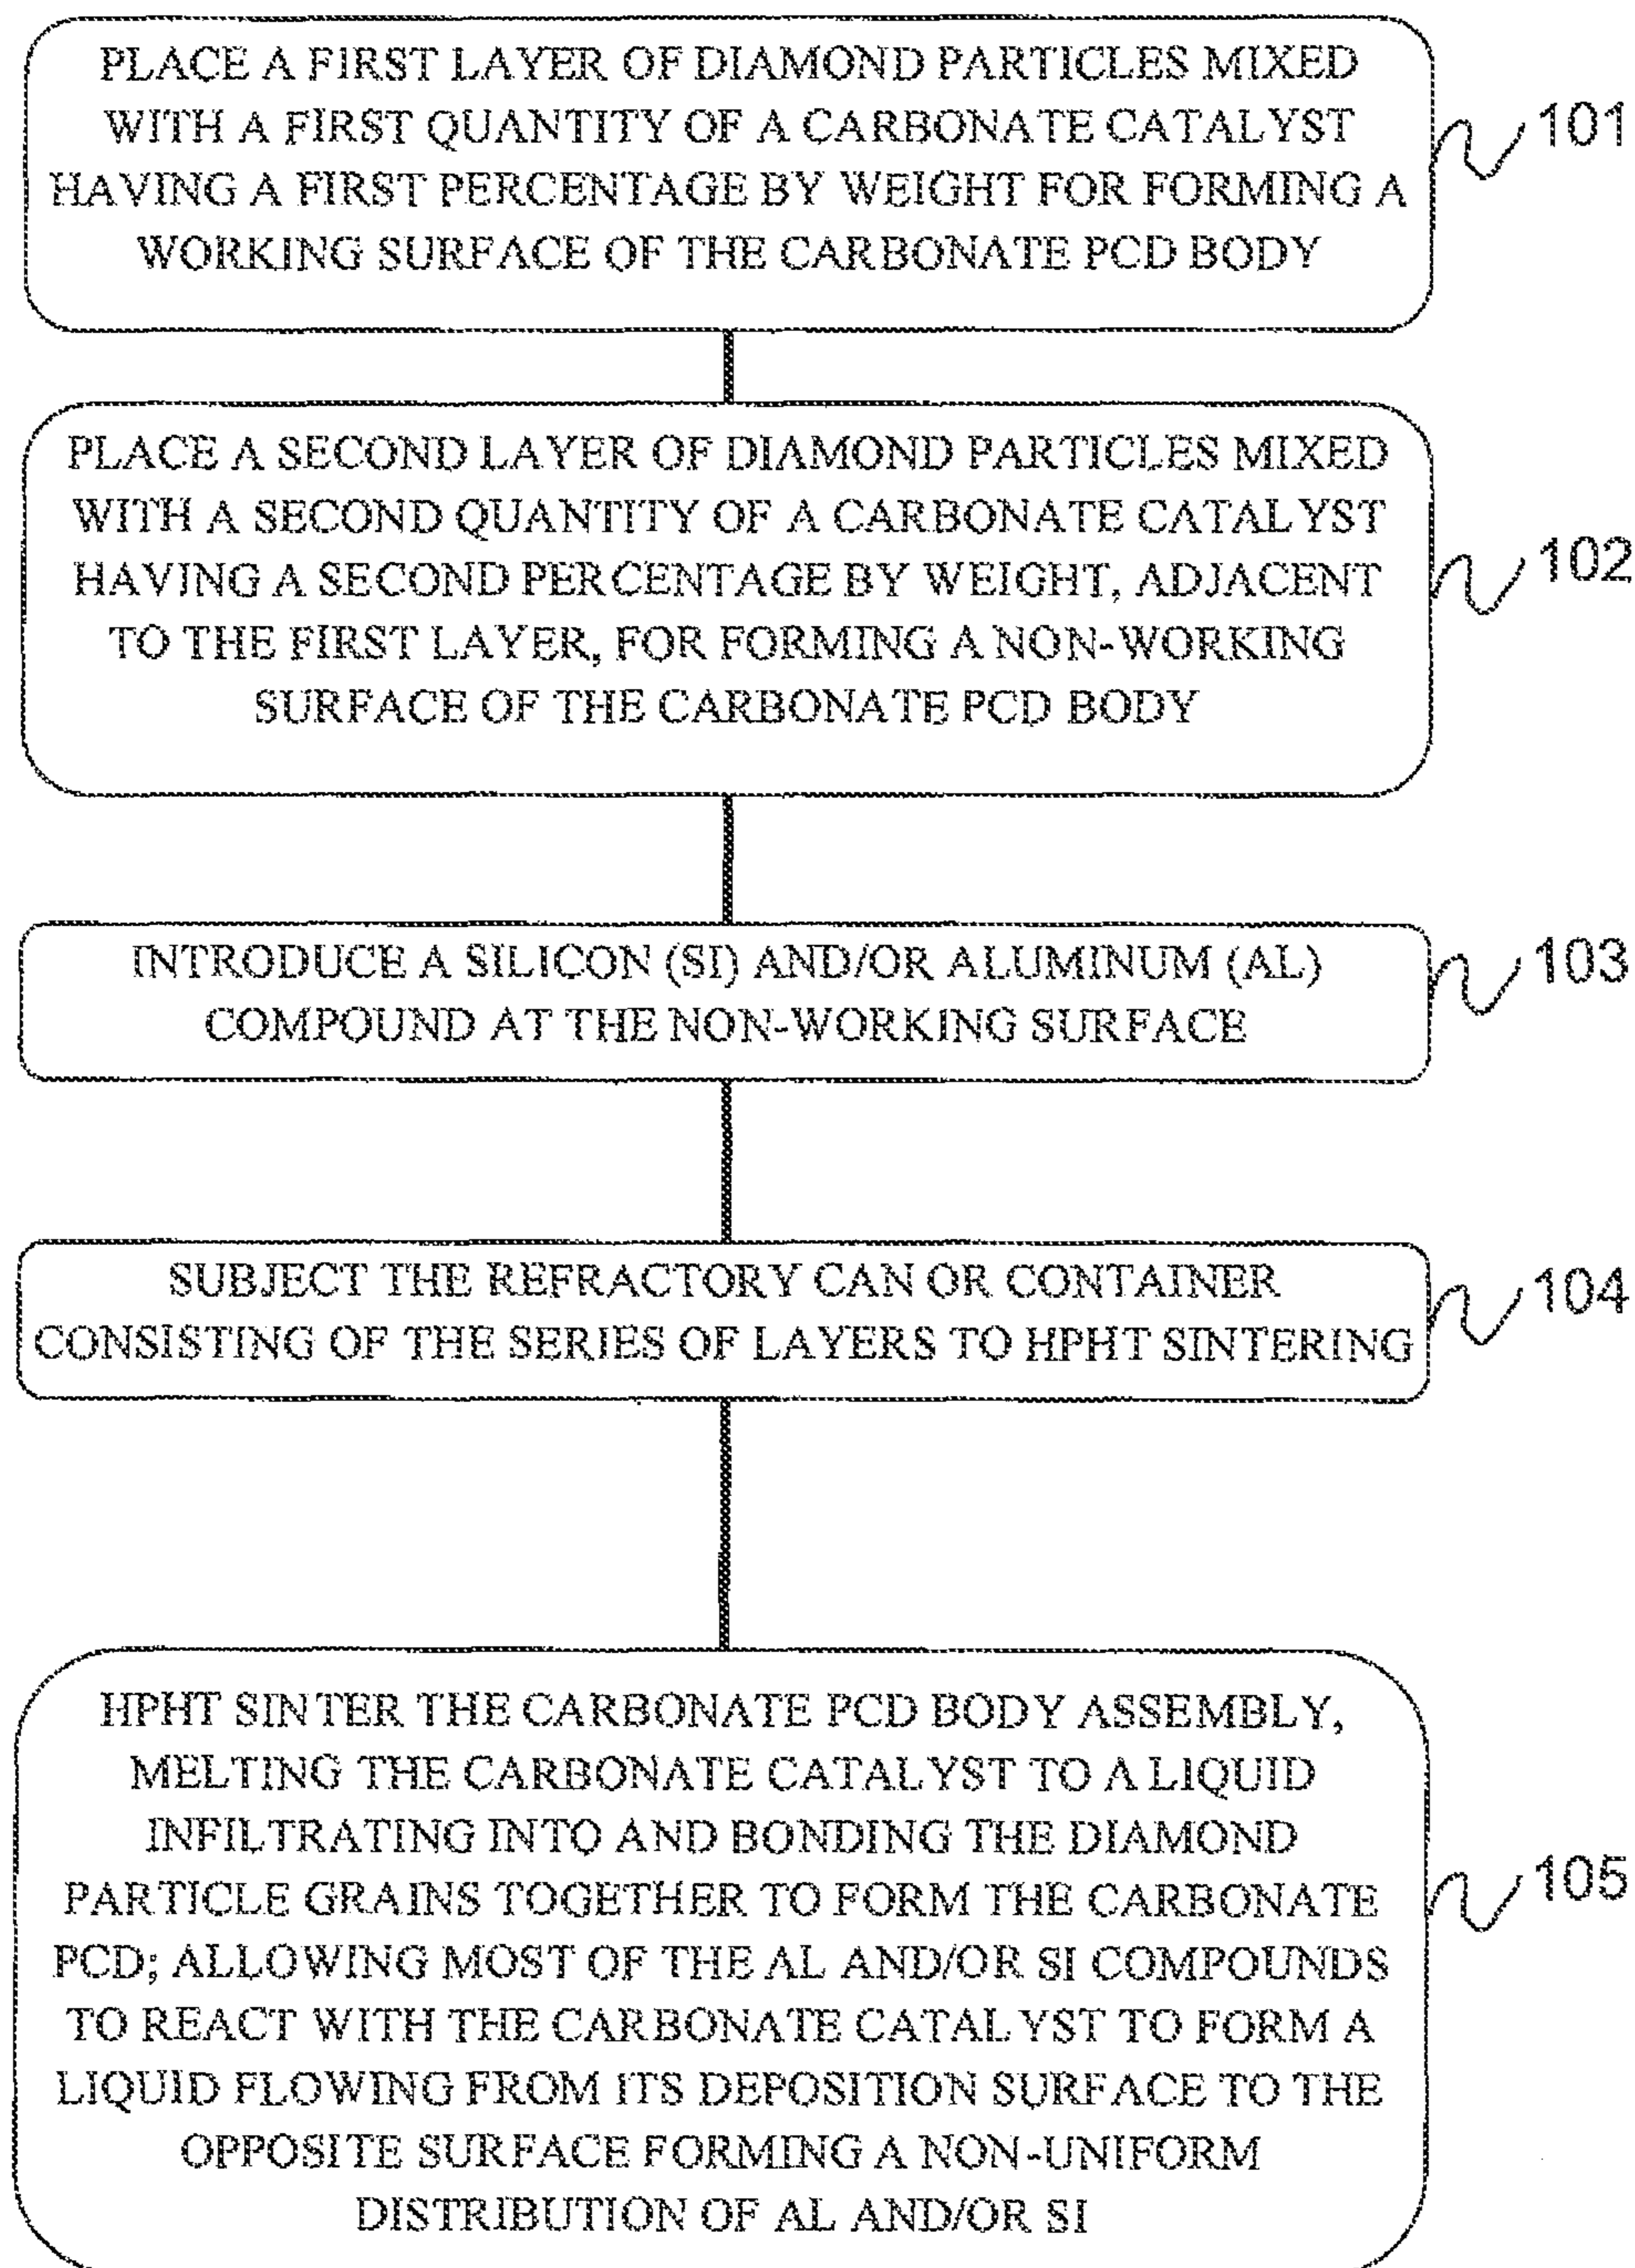 PLACE A FIRST LAYER OF DIAMOND PARTICLES MIXED
WITH A FIRST QUANTITY OF A CARBONATE CATALYST
HAVING A FIRST PERCENTAGE BY WEIGHT FOR FORMING A
WORKING SURFACE OF THE CARBONATE PCD BODY
101
PLACE A SECOND LAYER OF DIAMOND PARTICLES MIXED
WITH A SECOND QUANTITY OF A CARBONATE CATALYST
HAVING A SECOND PERCENTAGE BY WEIGHT, ADJACENT
TO THE FIRST LAYER, FOR FORMING A NON-WORKING
SURFACE OF THE CARBONATE PCD BODY
102
INTRODUCE A SILICON (SI) AND/OR ALUMINUM (AL)
COMPOUND AT THE NON-WORKING SURFACE
103
SUBJECT THE REFRACTORY CAN OR CONTAINER
CONSISTING OF THE SERIES OF LAYERS TO HPHT SINTERING
104
HPHT SINTER THE CARBONATE PCD BODY ASSEMBLY,
MELTING THE CARBONATE CATALYST TO A LIQUID
INFILTRATING INTO AND BONDING THE DIAMOND
PARTICLE GRAINS TOGETHER TO FORM THE CARBONATE
PCD; ALLOWING MOST OF THE AL AND/OR SI COMPOUNDS
TO REACT WITH THE CARBONATE CATALYST TO FORM A
LIQUID FLOWING FROM ITS DEPOSITION SURFACE TO THE
OPPOSITE SURFACE FORMING A NON-UNIFORM
DISTRIBUTION OF AL AND/OR SI
105